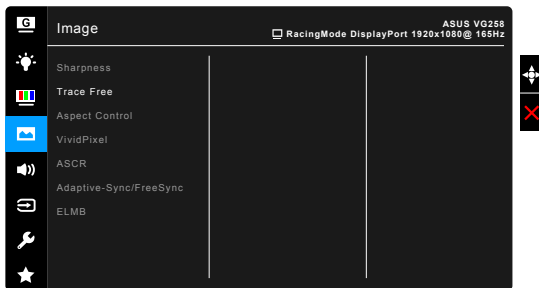 G
Image
ASUS VG258
RacingMode DisplayPort 1920x1080@ 165Hz
Sharpness
Trace Free
Aspect Control
VividPixel
ASCR
Adaptive-Sync/FreeSync
ELMB